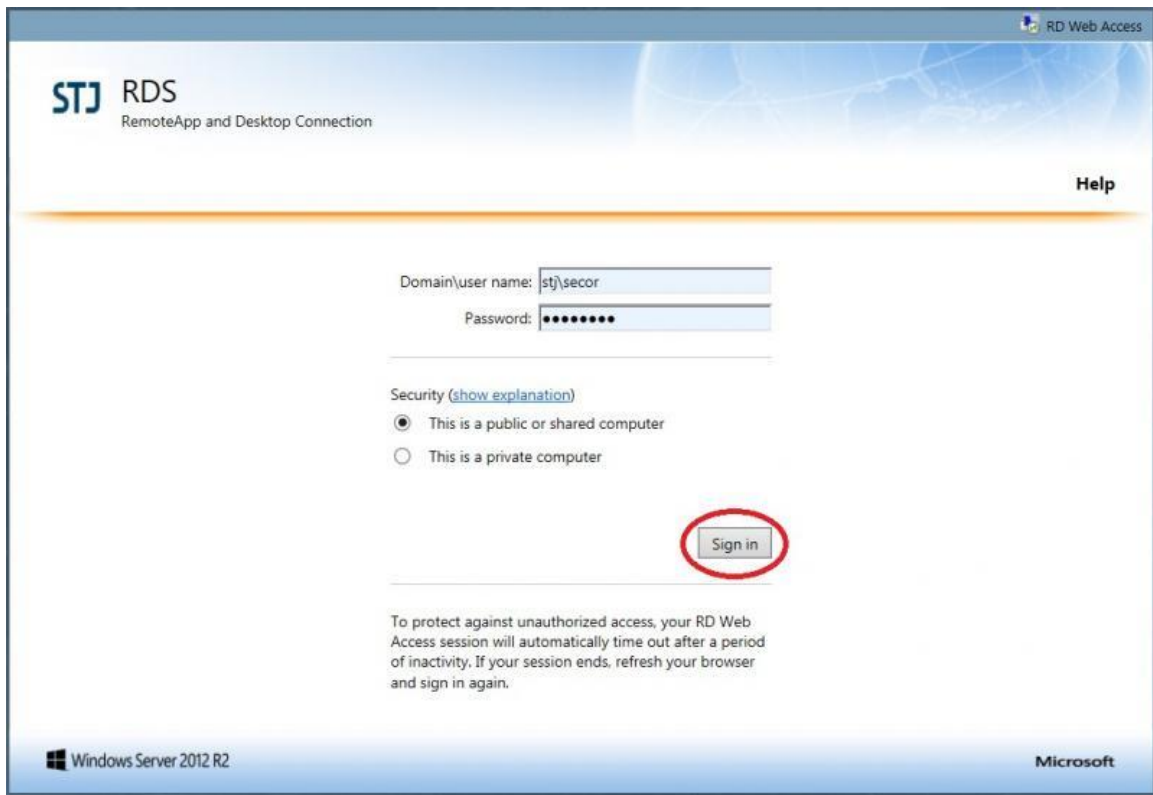 RD Web Access
STJ
RDS
RemoteApp and Desktop Connection
Help
Domain\user name: stj\secor
Password: ••••••••
Security (show explanation)
This is a public or shared computer
This is a private computer
Sign in
To protect against unauthorized access, your RD Web
Access session will automatically time out after a period
of inactivity. If your session ends, refresh your browser
and sign in again.
Windows Server 2012 R2
Microsoft